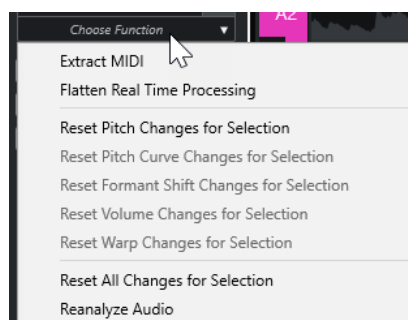 Choose Function
A2
Extract MIDI
Flatten Real Time Processing
Reset Pitch Changes for Selection
Reset Pitch Curve Changes for Selection
Reset Formant Shift Changes for Selection
Reset Volume Changes for Selection
Reset Warp Changes for Selection
Reset All Changes for Selection
Reanalyze Audio